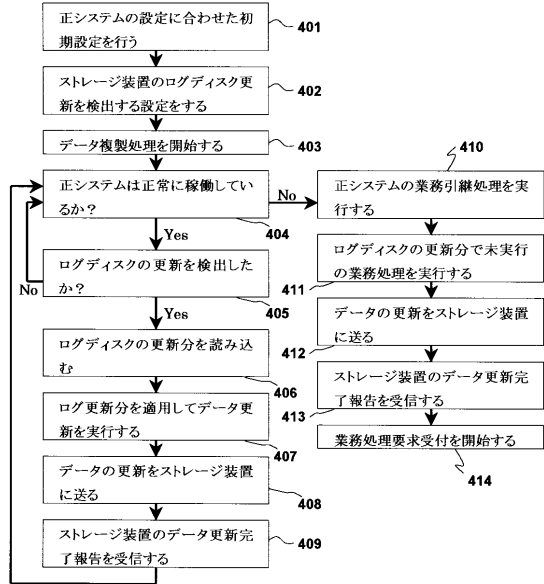 正システムの設定に合わせた初
期設定を行う
401
ストレージ装置のログディスク更
新を検出する設定をする
402
データ複製処理を開始する
403
正システムは正常に稼働してい
るか？
404
No
Yes
ログディスクの更新を検出した
か？
405
No
Yes
ログディスクの更新分を読み込
む
406
ログ更新分を適用してデータ更
新を実行する
407
データの更新をストレージ装置
に送る
408
ストレージ装置のデータ更新完
了報告を受信する
409
410
正システムの業務引継処理を実
行する
ログディスクの更新分で未実行
の業務処理を実行する
411
データの更新をストレージ装置
に送る
412
ストレージ装置のデータ更新完
了報告を受信する
413
業務処理要求受付を開始する
414